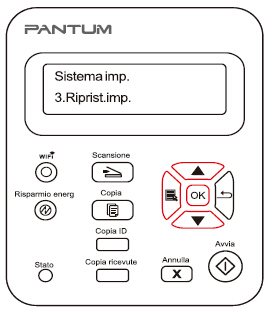 PANTUM
Sistema imp.
3.Riprist.imp.
WiFi
Scansione
Risparmio energ
Copia
OK
Copia ID
Avvia
Stato
Copia ricevute
Annulla
X